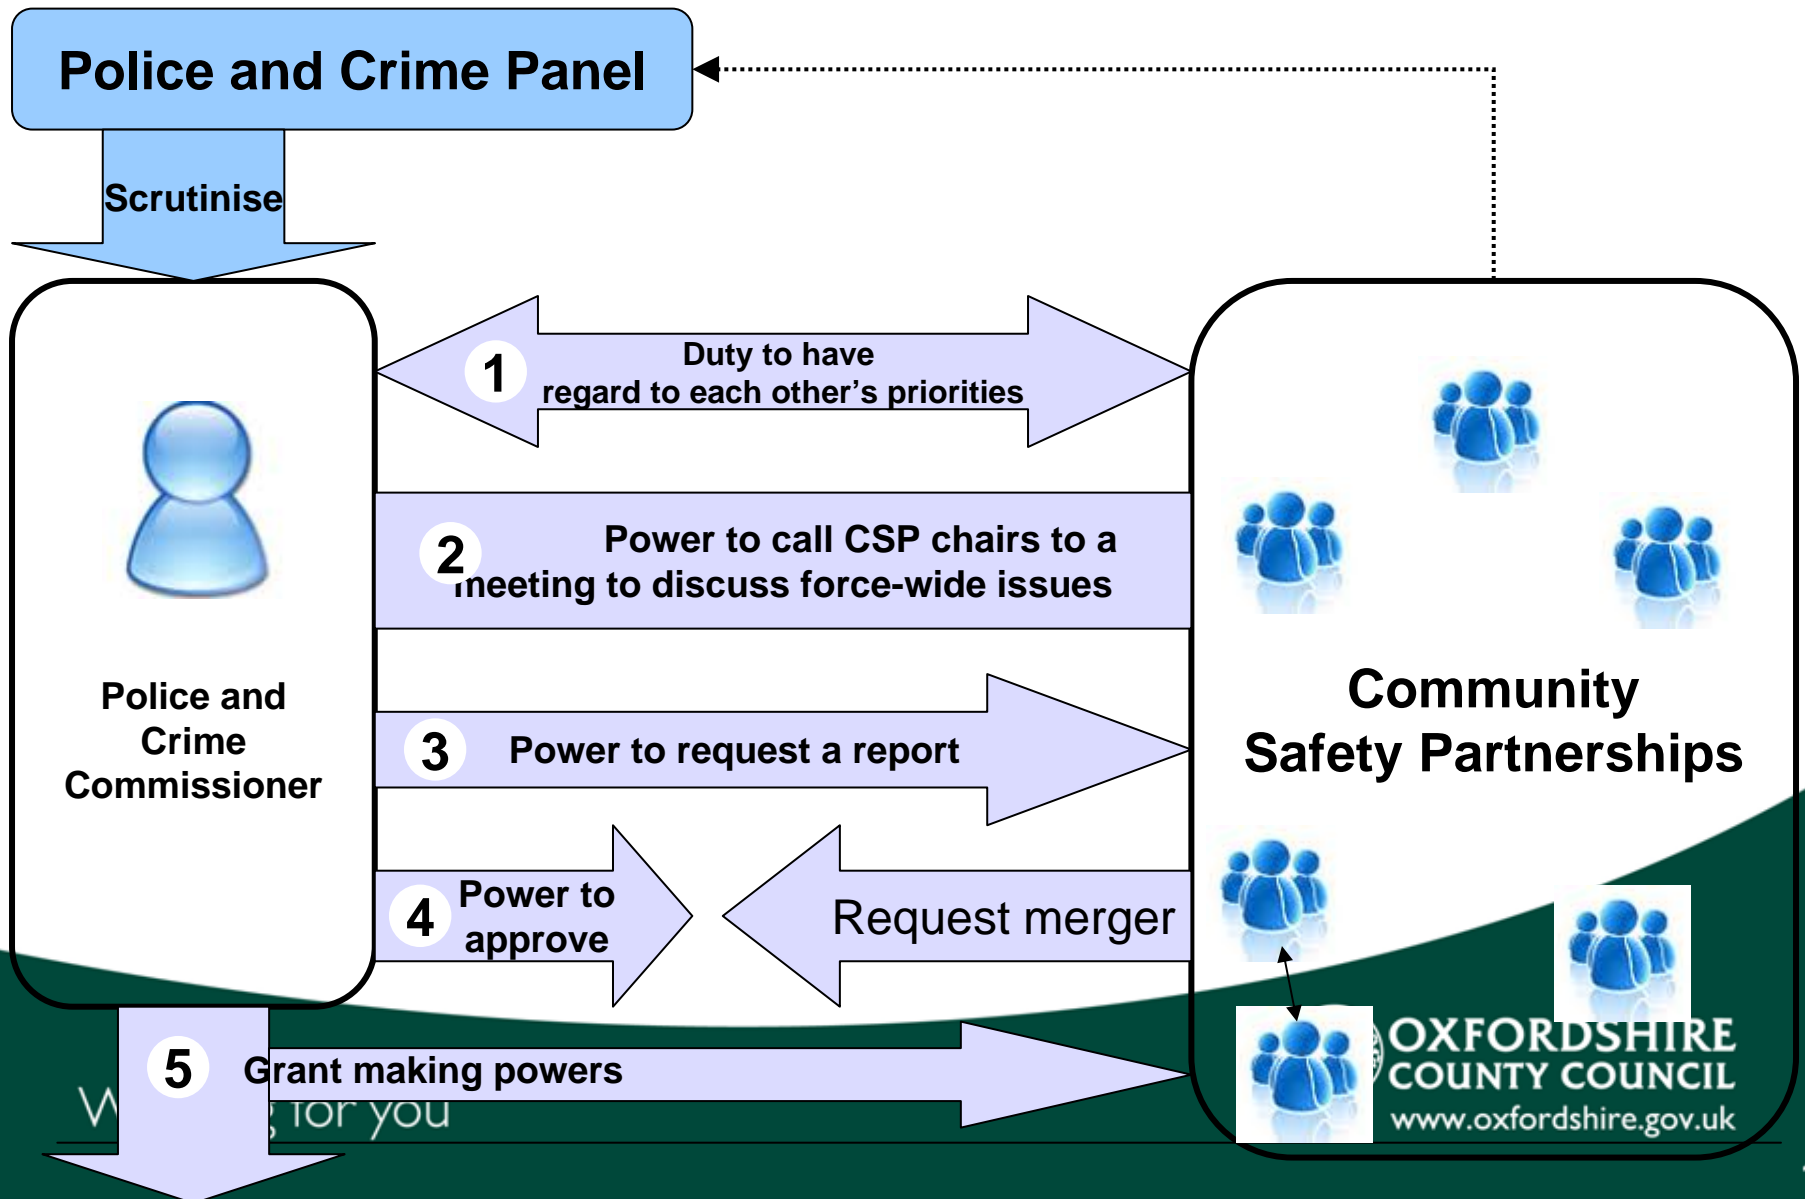 Police and Crime Panel
Scrutinise
1
Duty to have
regard to each other's priorities
2
Power to call CSP chairs to a
meeting to discuss force-wide issues
Police and
Crime
Commissioner
3
Power to request a report
Community
Safety Partnerships
4
Power to
approve
Request merger
5
Grant making powers
for you
OXFORDSHIRE
COUNTY COUNCIL
www.oxfordshire.gov.uk